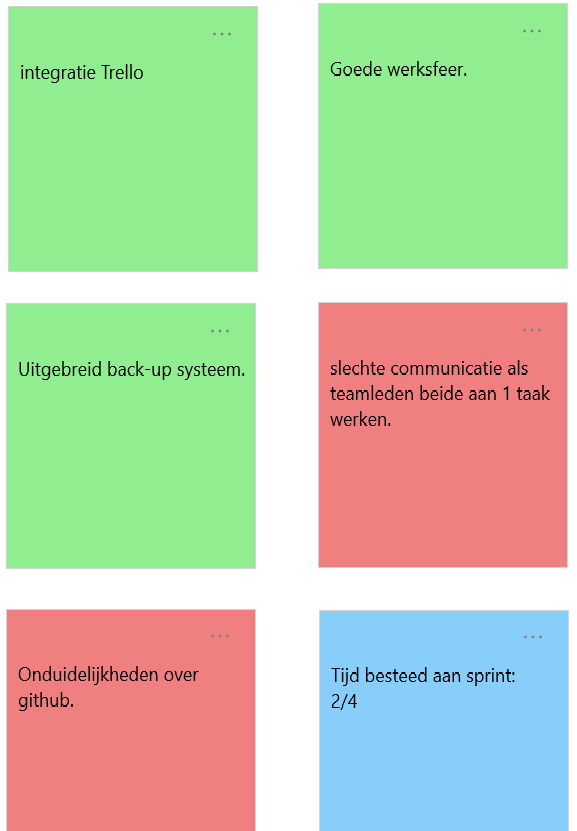 integratie Trello
Goede werksfeer.
Uitgebreid back-up systeem.
slechte communicatie als
teamleden beide aan 1 taak
werken.
Onduidelijkheden over
github.
Tijd besteed aan sprint:
2/4